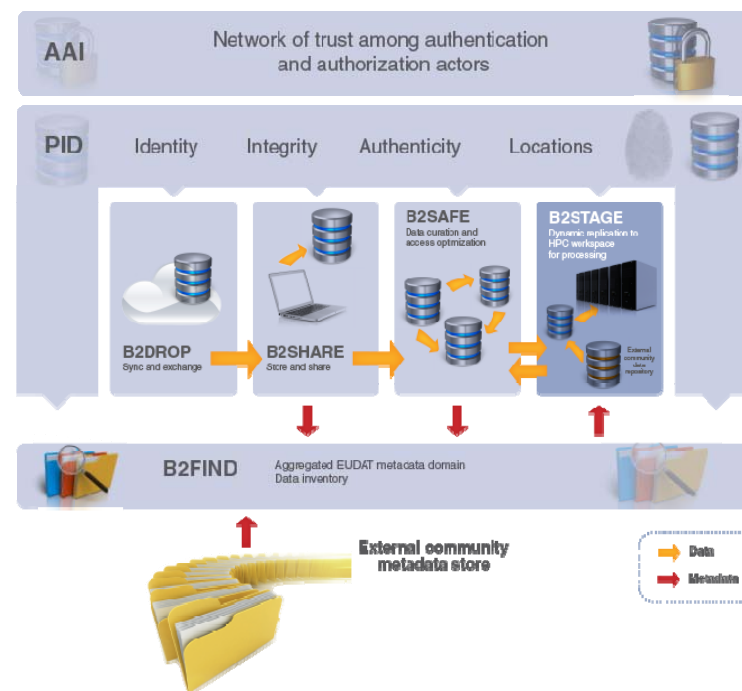 AAI
Network of trust among authentication
and authorization actors
PID
Identity
Integrity
Authenticity
Locations
B2SAFE
Data curation and
access optimization
B2STAGE
Dynamic replication to
HPC workspace
for processing
B2DROP
Sync and exchange
B2SHARE
Store and share
External
community
data
repository
B2FIND
Aggregated EUDAT metacata domain
Data inventory
External community
metadata store
Data
Metadata